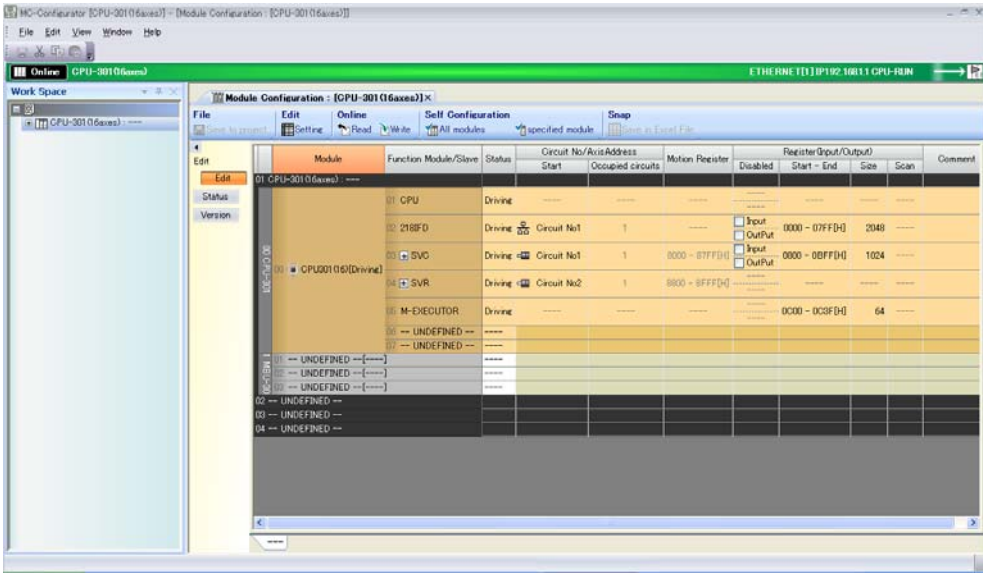 MC-Configurator [CPU-301(16axes)] - [Module Configuration : [CPU-301(16axes)]]
File Edit View Window Help
Online CPU-301(16axes) ETHERNET[1] IP192.168.1.1 CPU-RUN
Work Space
CPU-301(16axes) : ----
Module Configuration : [CPU-301(16axes)]
File Edit Online Self Configuration Snap
Save to project Setting Read Write All modules specified module Save in Excel File
Edit
Edit
Status
Version
Module Function Module/Slave Status Circuit No/AxisAddress Motion Register Register(Input/Output) Comment
Start Occupied circuits Disabled Start - End Size Scan
01 CPU-301(16axes) : ----
00 CPU-301
00 CPU301(16)[Driving]
01 CPU Driving ---- ---- ---- ---- ---- ---- ----
02 218IFD Driving Circuit No1 1 ---- Input OutPut 0000 - 07FF[H] 2048 ----
03 SVC Driving Circuit No1 1 8000 - 87FF[H] Input OutPut 0800 - 0BFF[H] 1024 ----
04 SVR Driving Circuit No2 1 8800 - 8FFF[H] ---- ---- ---- ----
05 M-EXECUTOR Driving ---- ---- ---- ---- 0C00 - 0C3F[H] 64 ----
06 -- UNDEFINED -- ----
07 -- UNDEFINED -- ----
01 -- UNDEFINED --[----] ----
02 -- UNDEFINED --[----] ----
03 -- UNDEFINED --[----] ----
02 -- UNDEFINED --
03 -- UNDEFINED --
04 -- UNDEFINED --
----